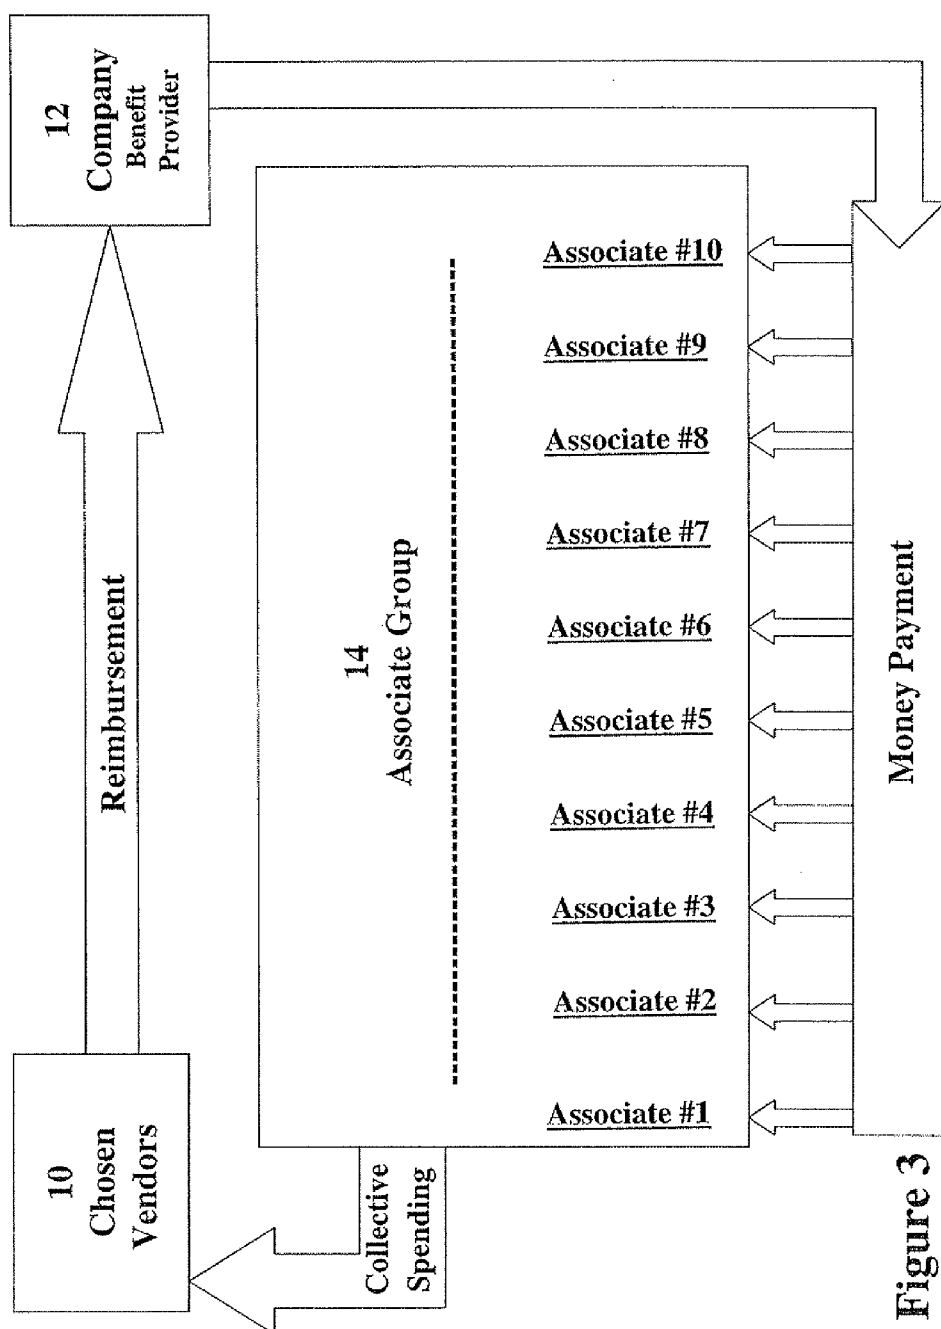 10
Chosen
Vendors
Reimbursement
12
Company
Benefit
Provider
Collective
Spending
14
Associate Group
Associate #1
Associate #2
Associate #3
Associate #4
Associate #5
Associate #6
Associate #7
Associate #8
Associate #9
Associate #10
Money Payment
Figure 3